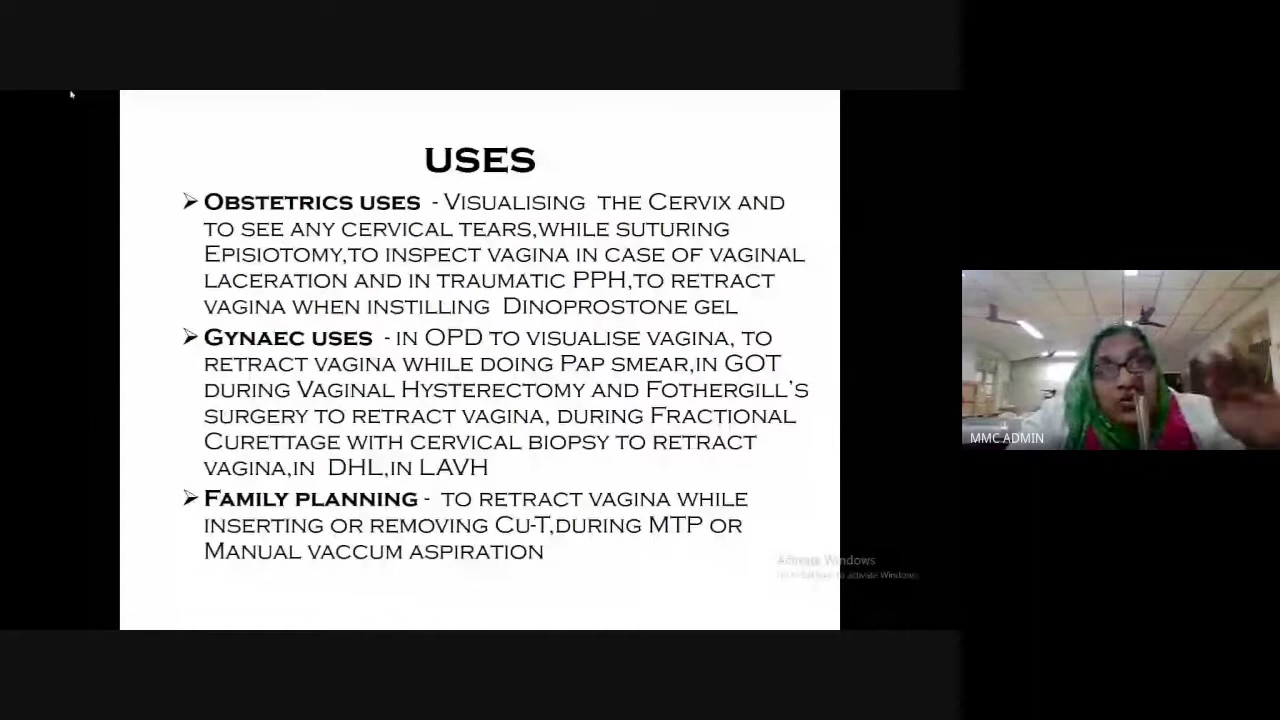 USES
➢ OBSTETRICS USES - VISUALISING THE CERVIX AND
TO SEE ANY CERVICAL TEARS,WHILE SUTURING
EPISIOTOMY,TO INSPECT VAGINA IN CASE OF VAGINAL
LACERATION AND IN TRAUMATIC PPH,TO RETRACT
VAGINA WHEN INSTILLING DINOPROSTONE GEL
➢ GYNAEC USES - IN OPD TO VISUALISE VAGINA, TO
RETRACT VAGINA WHILE DOING PAP SMEAR,IN GOT
DURING VAGINAL HYSTERECTOMY AND FOTHERGILL'S
SURGERY TO RETRACT VAGINA, DURING FRACTIONAL
CURETTAGE WITH CERVICAL BIOPSY TO RETRACT
VAGINA,IN DHL,IN LAVH
➢ FAMILY PLANNING - TO RETRACT VAGINA WHILE
INSERTING OR REMOVING CU-T,DURING MTP OR
MANUAL VACCUM ASPIRATION
Activate Windows
to activate Windows.
MMC ADMIN